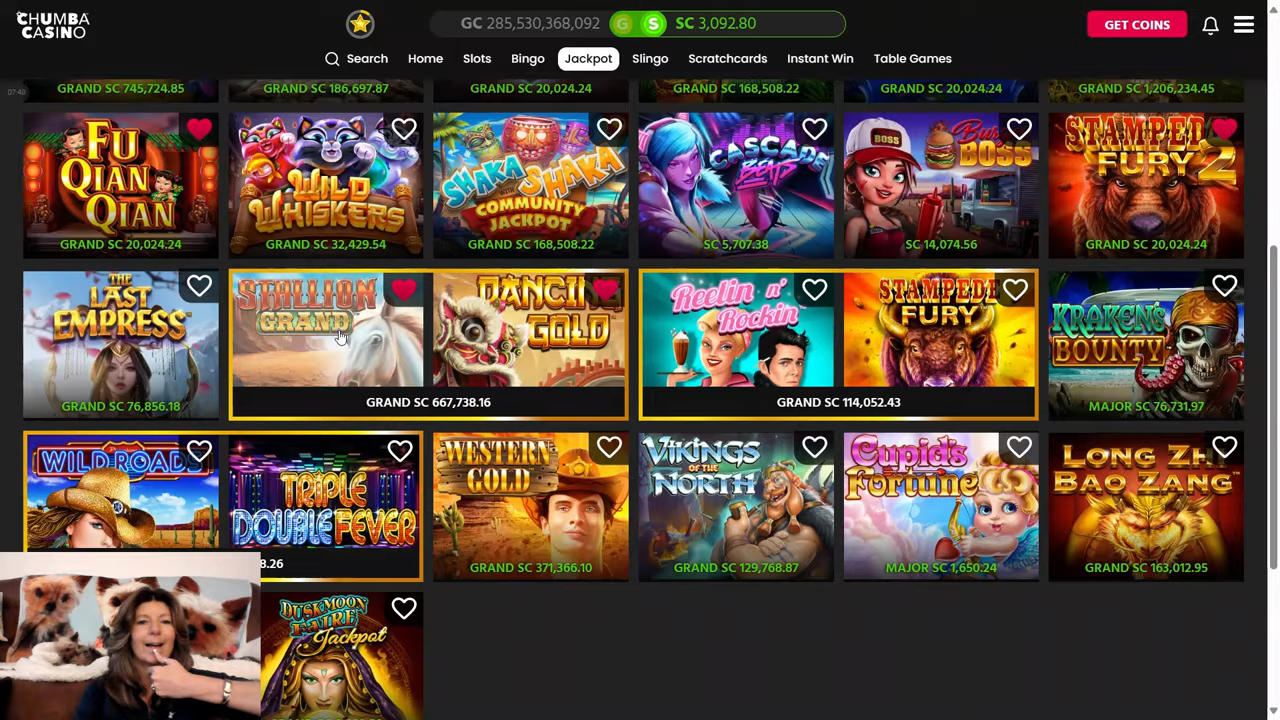 CHUMBA
CASINO
GC 285,530,368,092 G S SC 3,092.80
GET COINS
Search Home Slots Bingo Jackpot Slingo Scratchcards Instant Win Table Games
07:48
GRAND SC 745,724.85
GRAND SC 186,697.87
GRAND SC 20,024.24
GRAND SC 168,508.22
GRAND SC 20,024.24
GRAND SC 1,206,234.45
FU
QIAN
QIAN
GRAND SC 20,024.24
WILD
WHISKERS
GRAND SC 32,429.54
SHAKA
WITH
SHAKA
COMMUNITY
JACKPOT
GRAND SC 168,508.22
CASCADE
BEATS
SC 5,707.38
BOSS
BOSS
SC 14,074.56
FURY 2
GRAND SC 20,024.24
THE
LAST
EMPRESS™
GRAND SC 76,856.18
STALLION
GRAND
GOLD
GRAND SC 667,738.16
Reelin n'
Rockin
STAMPEDE
FURY
GRAND SC 114,052.43
KRAKEN'S
BOUNTY
MAJOR SC 76,731.97
WILD ROADS
TRIPLE
DOUBLE FEVER
8.26
WESTERN
GOLD
GRAND SC 371,366.10
VIKINGS
OF THE
NORTH
GRAND SC 129,768.87
Cupid's
Fortune
MAJOR SC 1,650.24
LONG ZHI
BAO ZANG™
GRAND SC 163,012.95
DUSKMOON
FAIRE
Jackpot